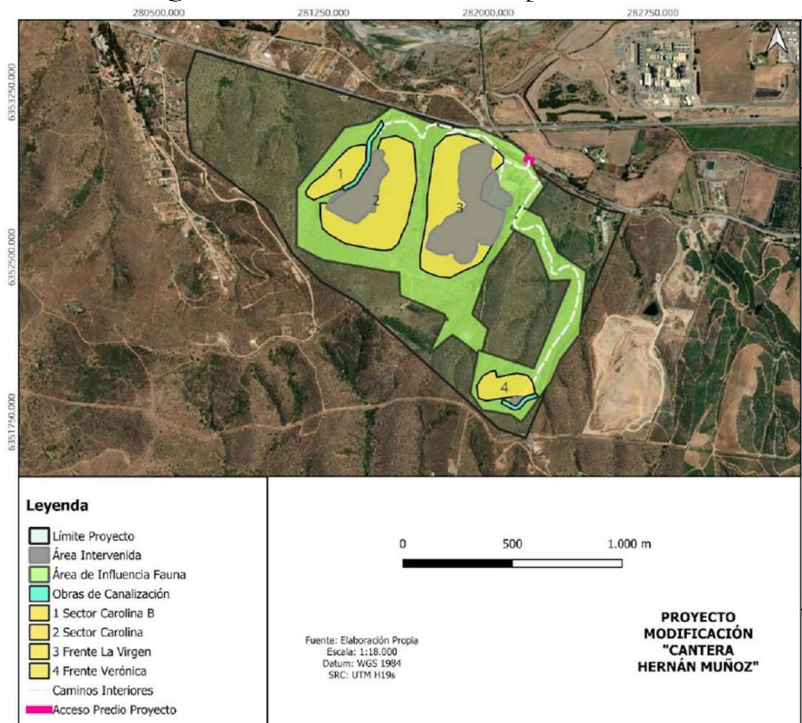 280500.000 281250.000 282000.000 282750.000
6353250.000
6352500.000
6351750.000
1
2
3
4
Leyenda
Límite Proyecto
Área Intervenida
Área de Influencia Fauna
Obras de Canalización
1 Sector Carolina B
2 Sector Carolina
3 Frente La Virgen
4 Frente Verónica
Caminos Interiores
Acceso Predio Proyecto
0 500 1.000 m
Fuente: Elaboración Propia
Escala: 1:18.000
Datum: WGS 1984
SRC: UTM H19s
PROYECTO
MODIFICACIÓN
"CANTERA
HERNÁN MUÑOZ"